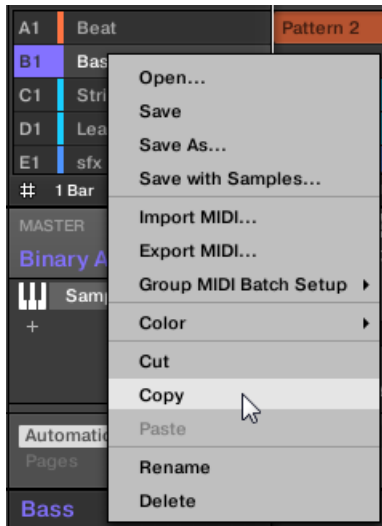 A1 Beat Pattern 2
B1 Bas
C1 Stri
D1 Lea
E1 sfx
# 1 Bar
MASTER
Binary A
Sam
+
Automatic
Pages
Bass
Open...
Save
Save As...
Save with Samples...
Import MIDI...
Export MIDI...
Group MIDI Batch Setup
Color
Cut
Copy
Paste
Rename
Delete